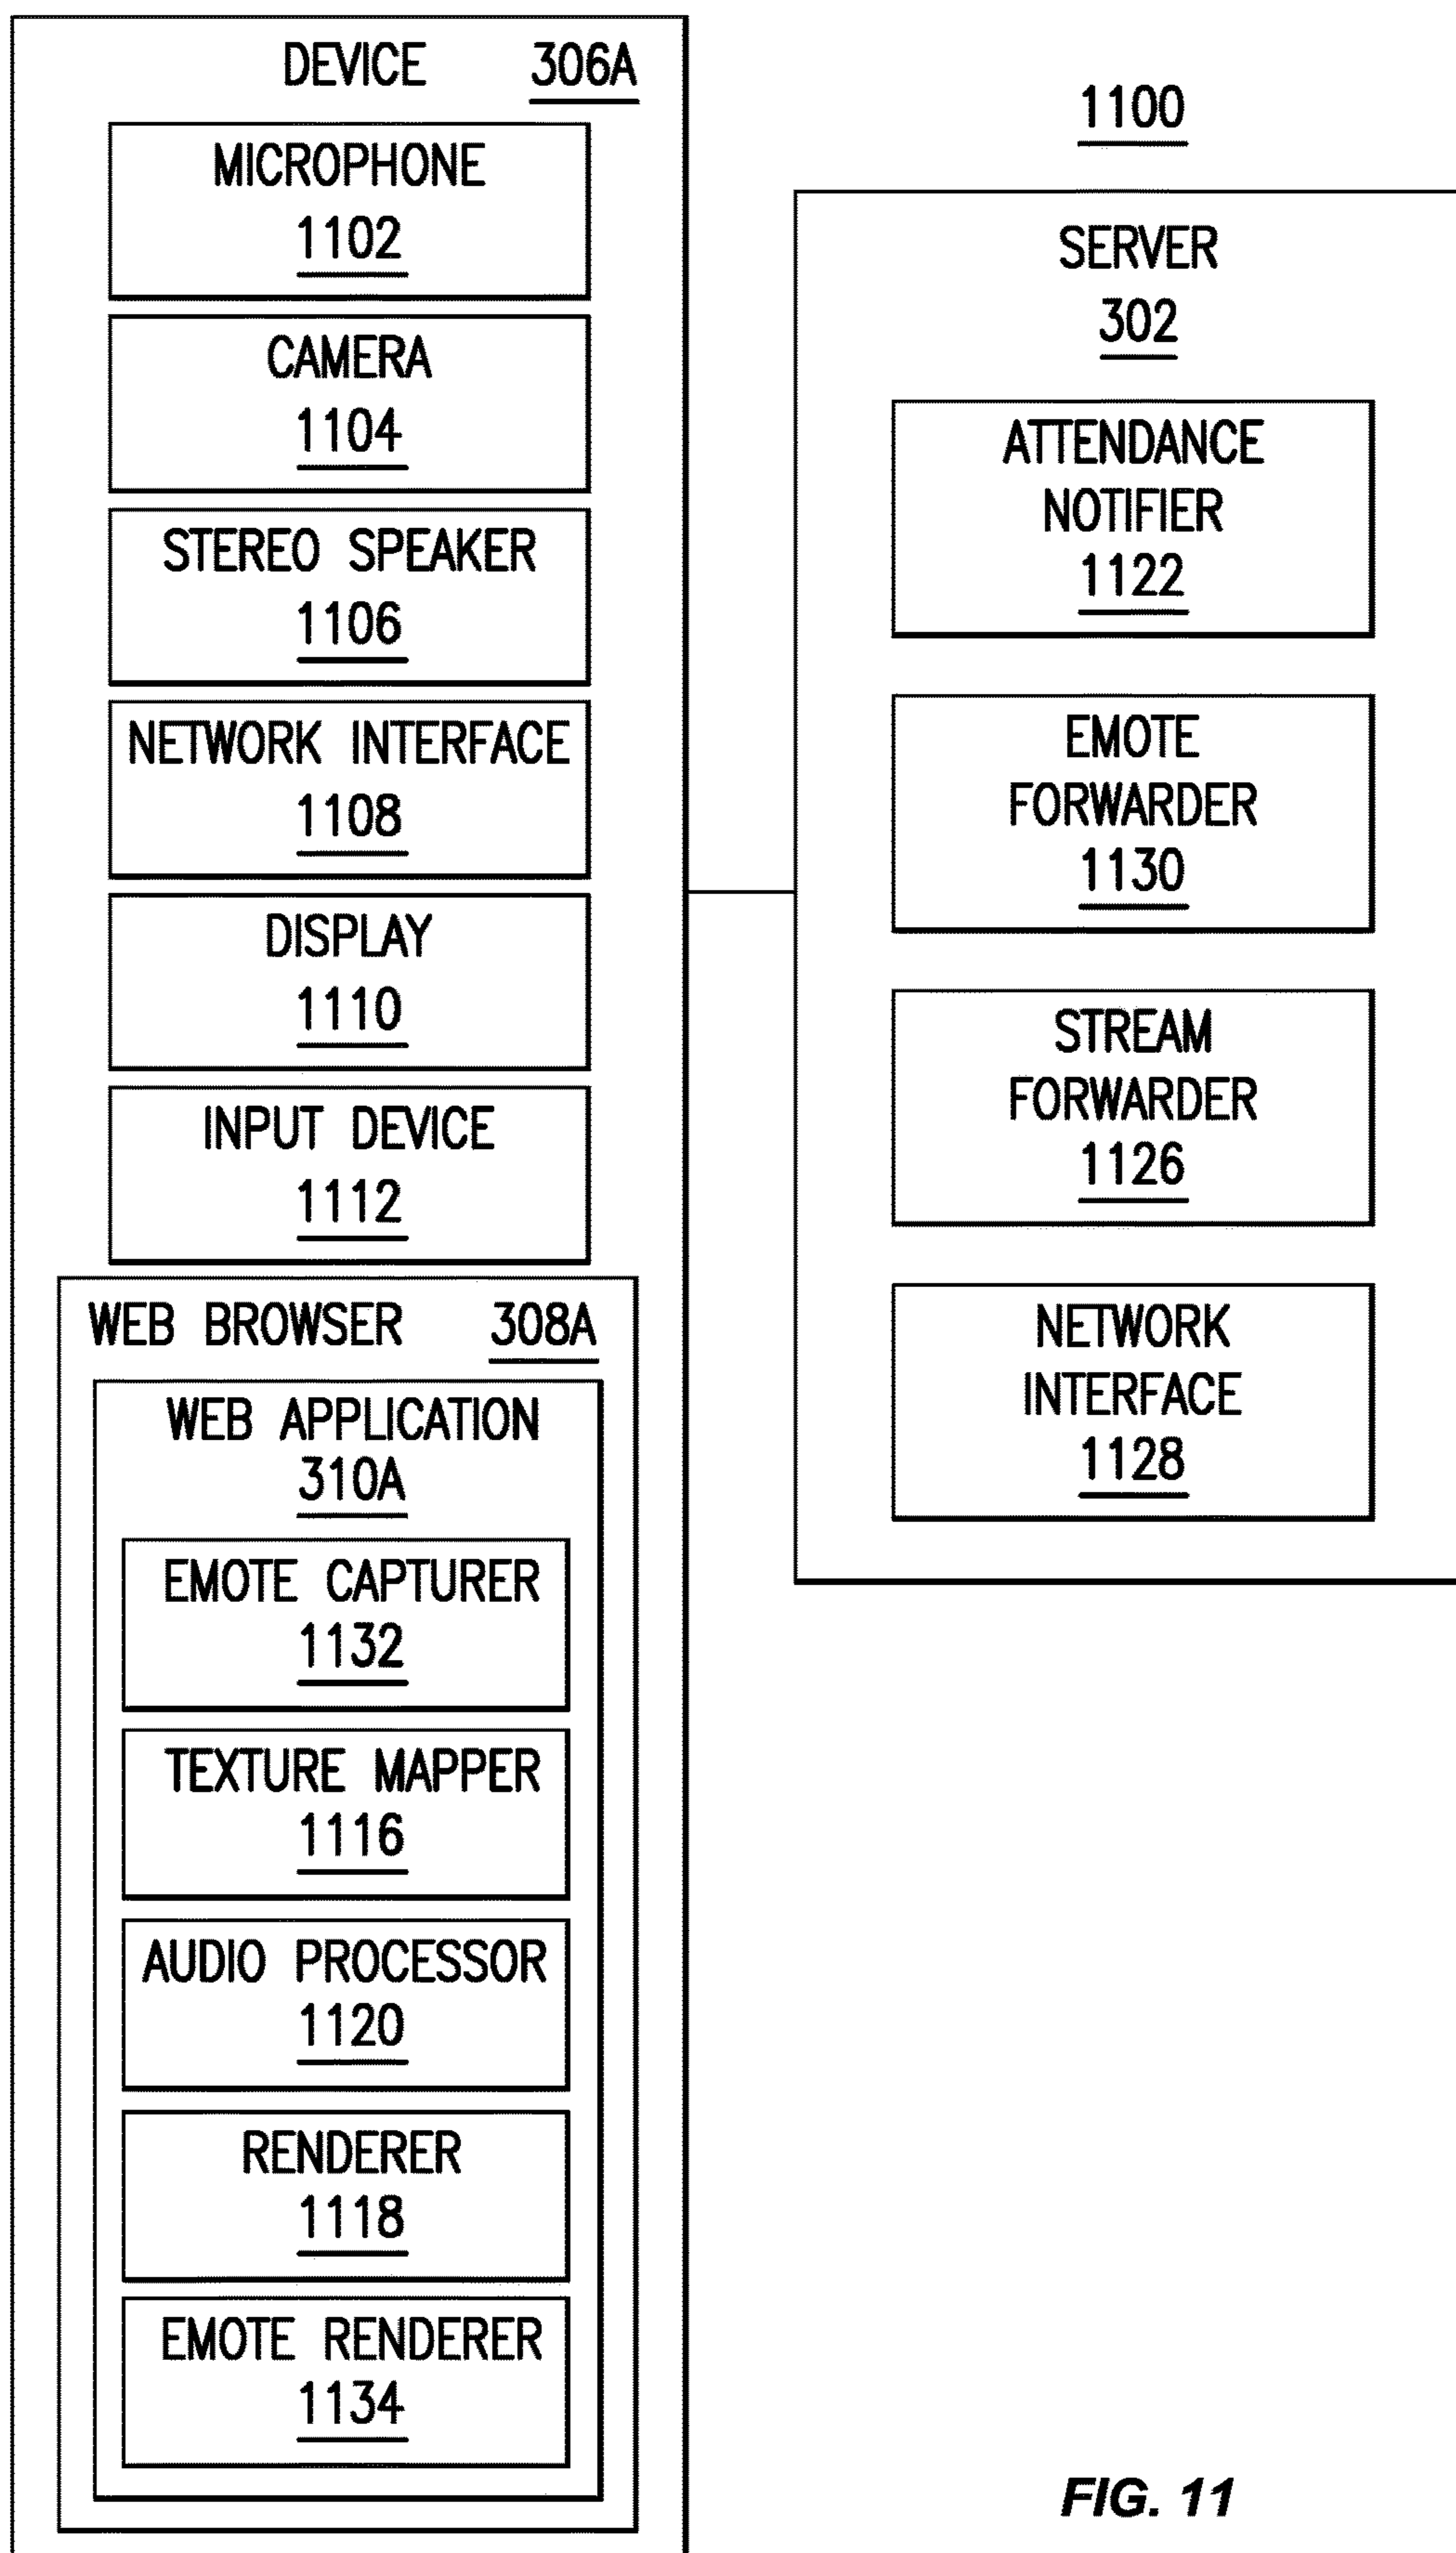 DEVICE 306A
MICROPHONE
1102
CAMERA
1104
STEREO SPEAKER
1106
NETWORK INTERFACE
1108
DISPLAY
1110
INPUT DEVICE
1112
WEB BROWSER 308A
WEB APPLICATION
310A
EMOTE CAPTURER
1132
TEXTURE MAPPER
1116
AUDIO PROCESSOR
1120
RENDERER
1118
EMOTE RENDERER
1134
1100
SERVER
302
ATTENDANCE
NOTIFIER
1122
EMOTE
FORWARDER
1130
STREAM
FORWARDER
1126
NETWORK
INTERFACE
1128
FIG. 11